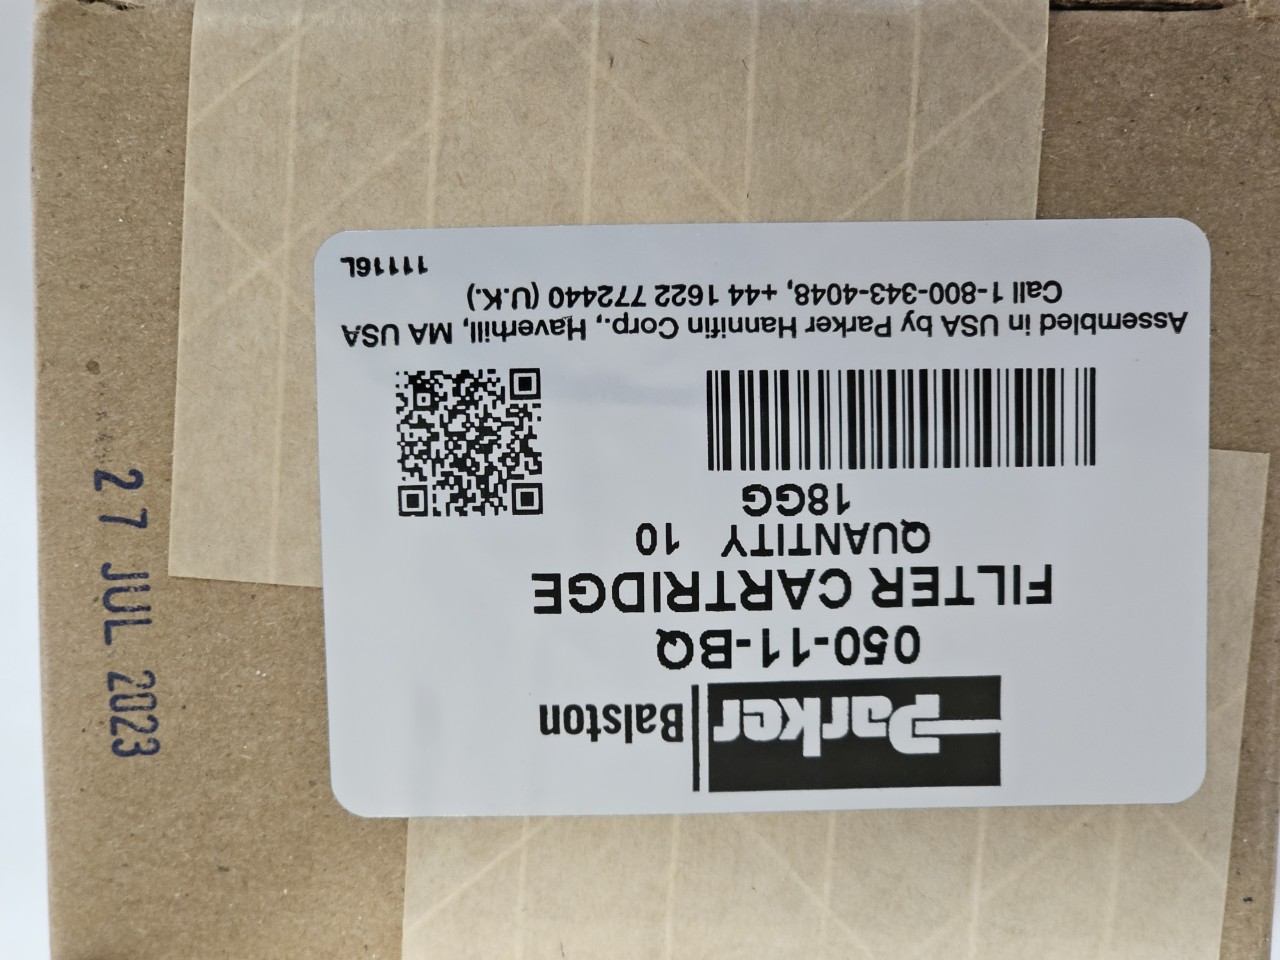 Parker Balston
050-11-BQ
FILTER CARTRIDGE
QUANTITY 10
18GG
Assembled in USA by Parker Hannifin Corp., Haverhill, MA USA
Call 1-800-343-4048, +44 1622 772440 (U.K.)
11116L
27 JUL 2023